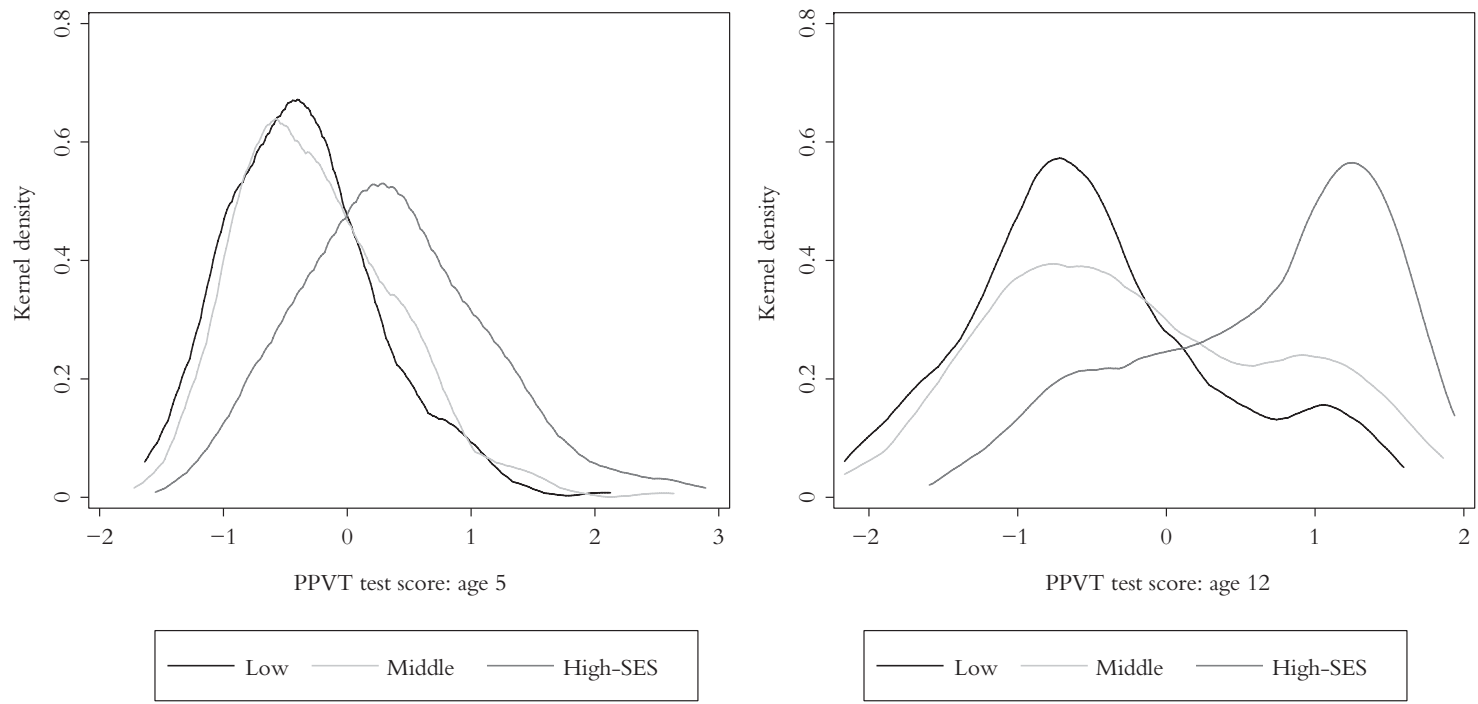 0.8
0.6
0.4
0.2
0
Kernel density
−2 −1 0 1 2 3
PPVT test score: age 5
Low Middle High-SES
0.8
0.6
0.4
0.2
0
Kernel density
−2 −1 0 1 2
PPVT test score: age 12
Low Middle High-SES